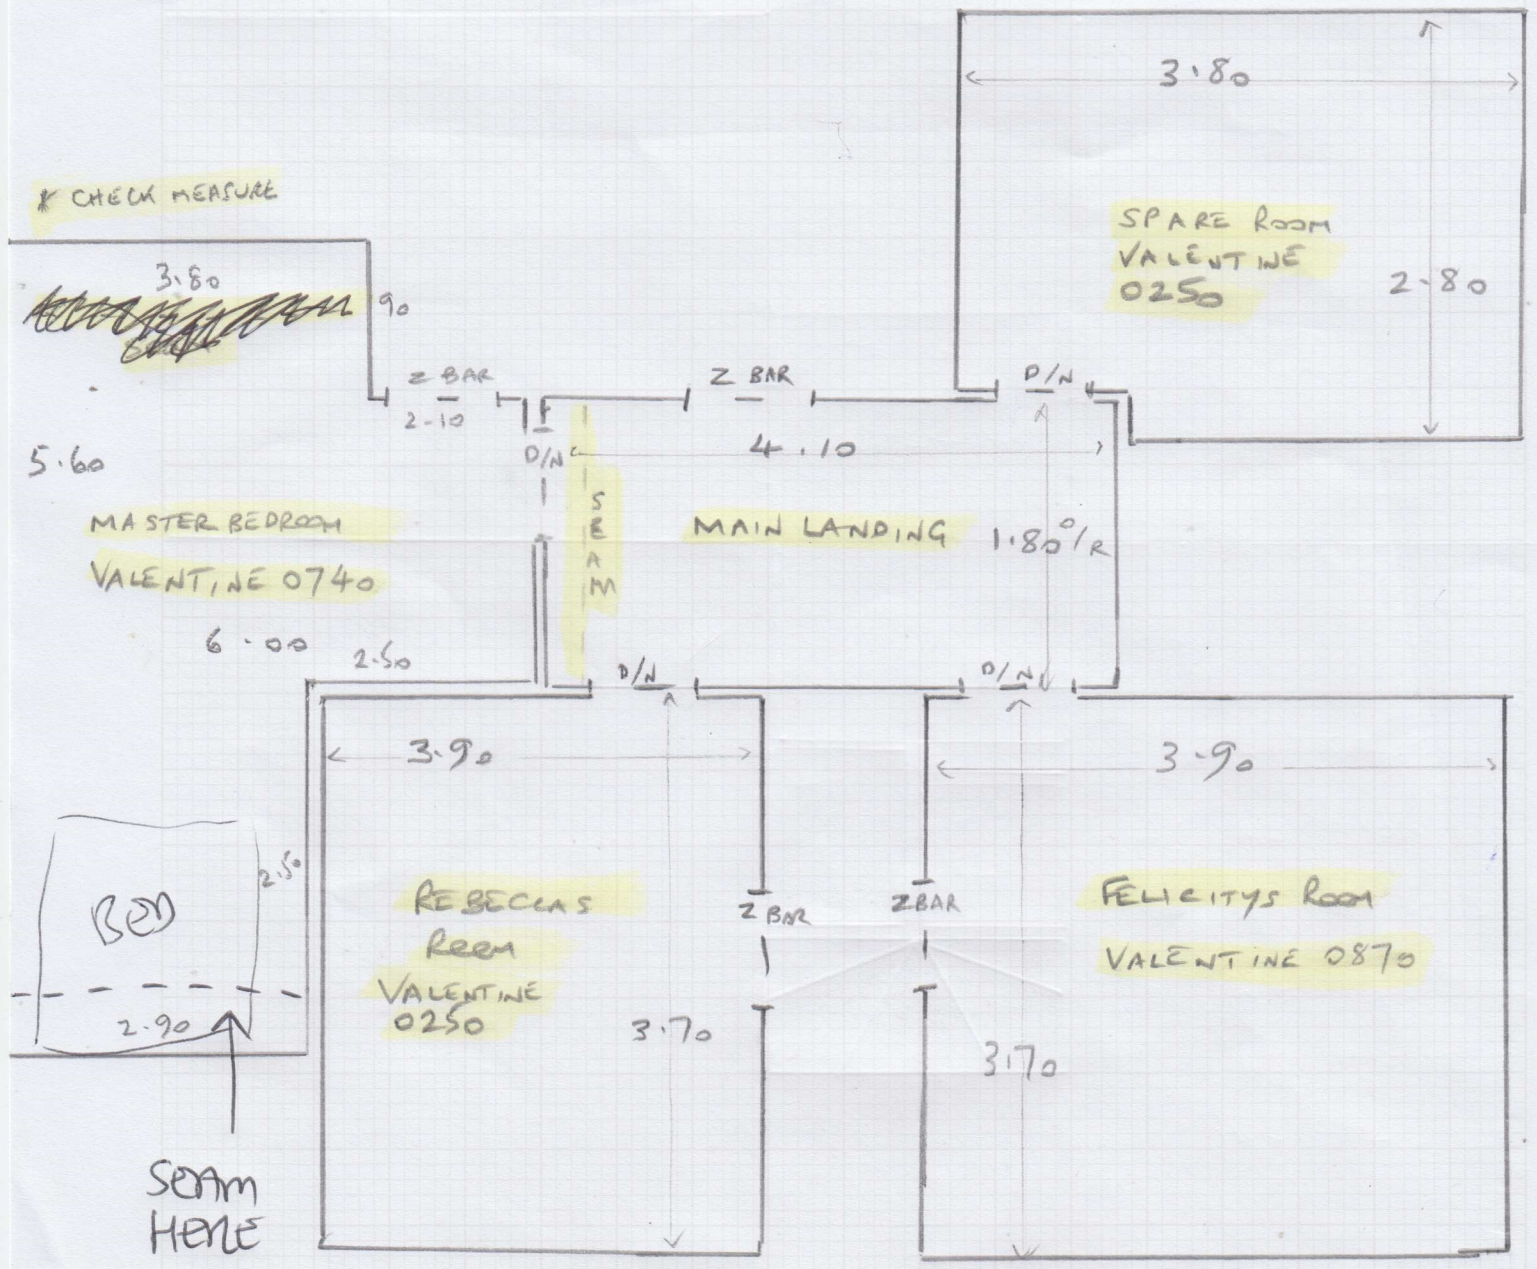 3.80
SPARE ROOM
VALENTINE
0250
2.80
* CHECK MEASURE
3.80
90
Z BAR
2.10
Z BAR
D/N
D/N
4.10
5.60
SEAM
MASTER BEDROOM
VALENTINE 0740
MAIN LANDING
1.80 O/R
6.00
2.50
D/N
D/N
3.90
3.90
2.50
BED
REBECCAS
ROOM
VALENTINE
0250
Z BAR
Z BAR
FELICITYS ROOM
VALENTINE 0870
2.90
3.70
3.70
SEAM
HERE